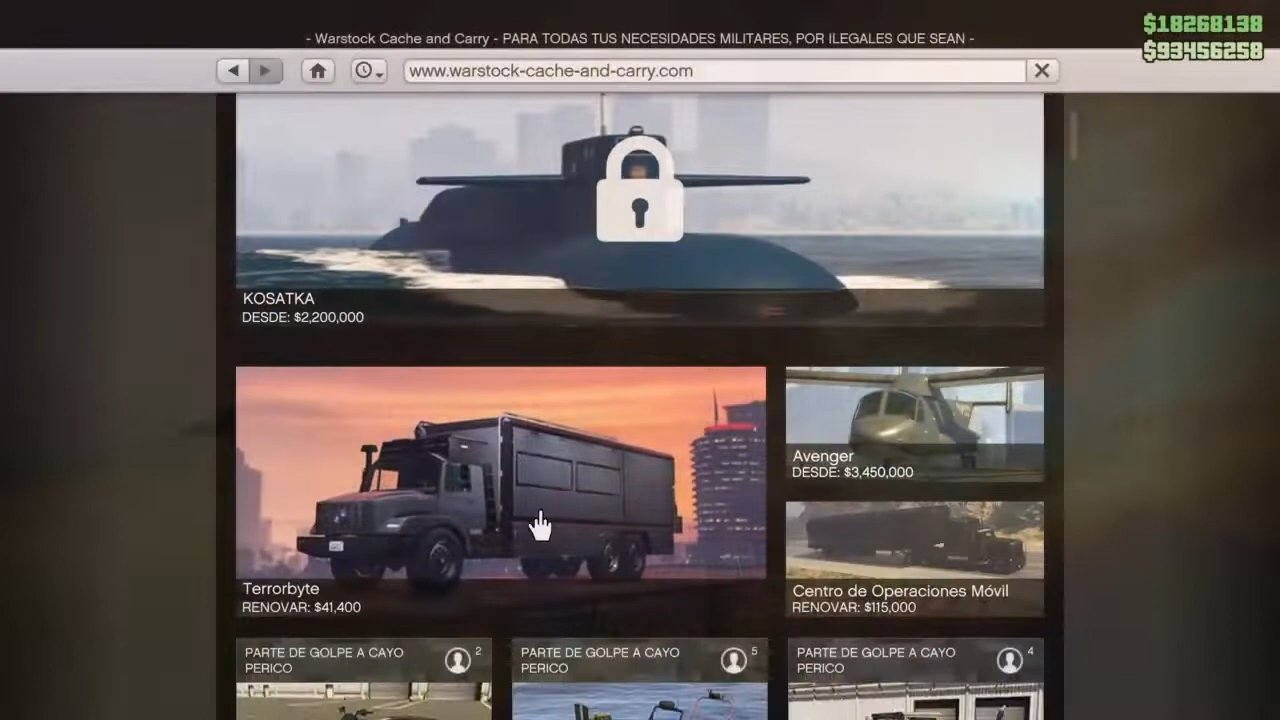 - Warstock Cache and Carry - PARA TODAS TUS NECESIDADES MILITARES, POR ILEGALES QUE SEAN -
$18268138
$93456258
www.warstock-cache-and-carry.com
KOSATKA
DESDE: $2,200,000
Avenger
DESDE: $3,450,000
Terrorbyte
RENOVAR: $41,400
Centro de Operaciones Móvil
RENOVAR: $115,000
PARTE DE GOLPE A CAYO
PERICO
2
PARTE DE GOLPE A CAYO
PERICO
5
PARTE DE GOLPE A CAYO
PERICO
4